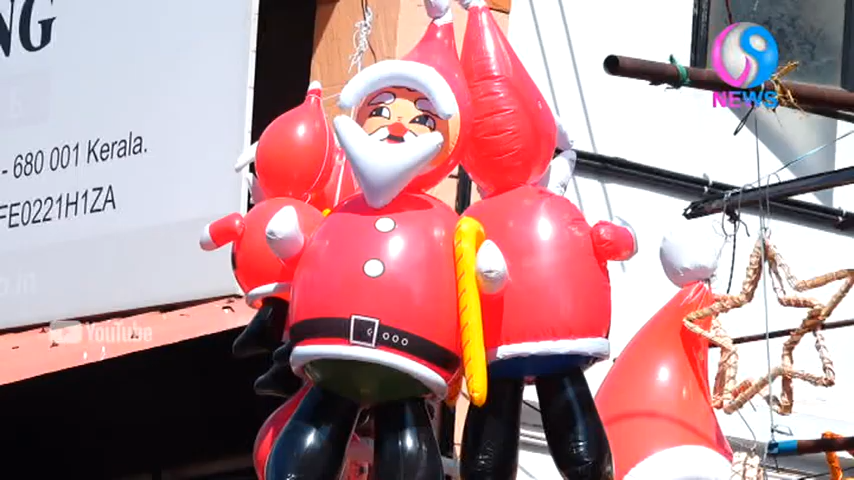 NG
- 680 001 Kerala.
FE0221H1ZA
YouTube
NEWS